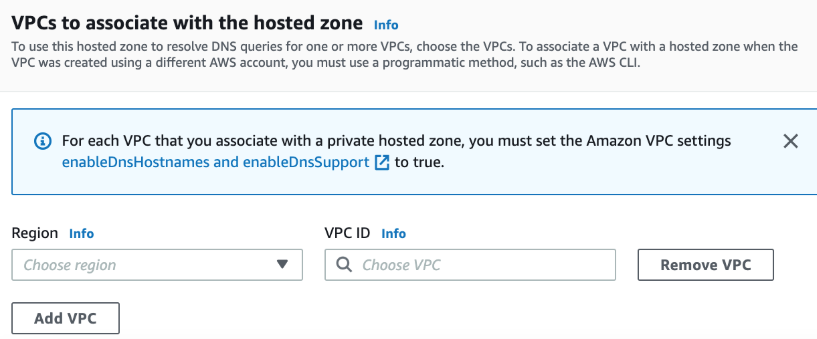 VPCs to associate with the hosted zone Info
To use this hosted zone to resolve DNS queries for one or more VPCs, choose the VPCs. To associate a VPC with a hosted zone when the
VPC was created using a different AWS account, you must use a programmatic method, such as the AWS CLI.
For each VPC that you associate with a private hosted zone, you must set the Amazon VPC settings
enableDnsHostnames and enableDnsSupport to true.
Region Info VPC ID Info
Choose region Choose VPC Remove VPC
Add VPC